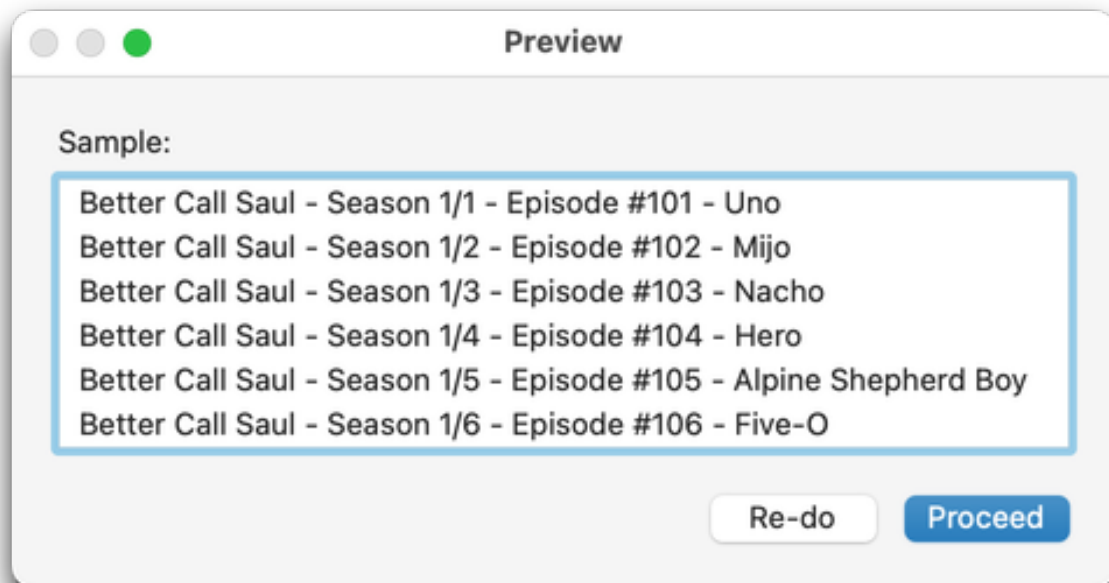 Preview
Sample:
Better Call Saul - Season 1/1 - Episode #101 - Uno
Better Call Saul - Season 1/2 - Episode #102 - Mijo
Better Call Saul - Season 1/3 - Episode #103 - Nacho
Better Call Saul - Season 1/4 - Episode #104 - Hero
Better Call Saul - Season 1/5 - Episode #105 - Alpine Shepherd Boy
Better Call Saul - Season 1/6 - Episode #106 - Five-O
Re-do Proceed